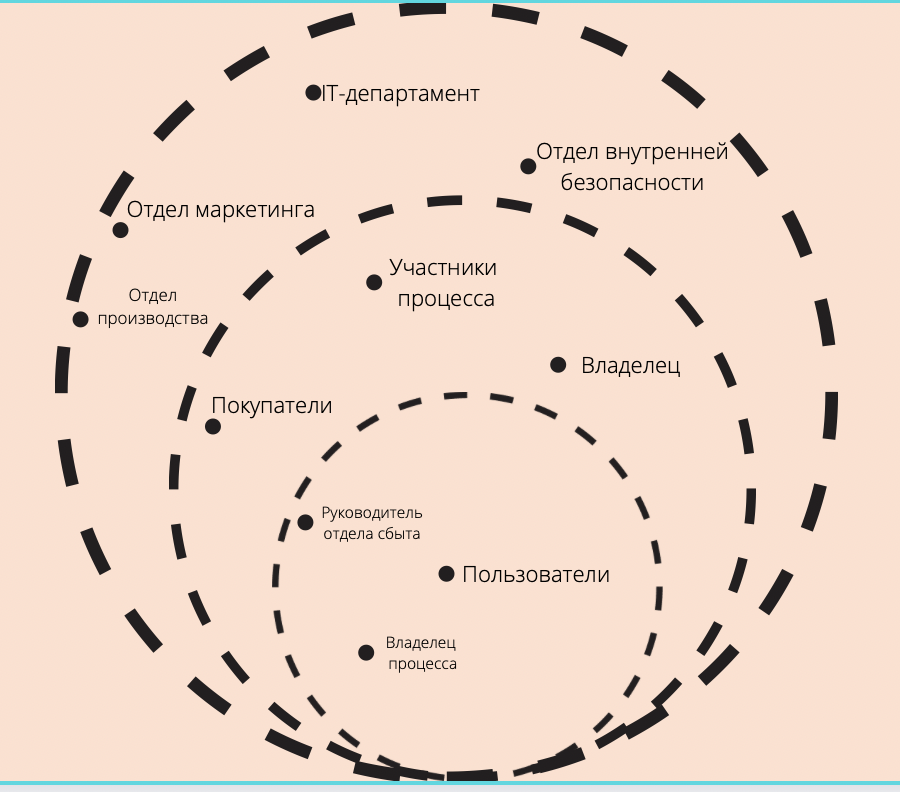 IT-департамент
Отдел внутренней
безопасности
Отдел маркетинга
Участники
процесса
Отдел
производства
Владелец
Покупатели
Руководитель
отдела сбыта
Пользователи
Владелец
процесса